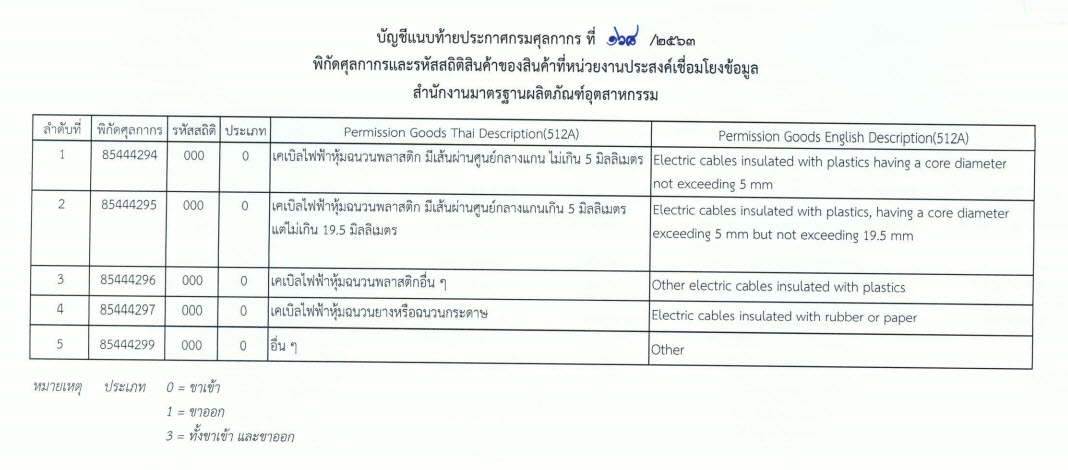 บัญชีแนบท้ายประกาศกรมศุลกากร ที่ ๑๖๘ /๒๕๖๓
พิกัดศุลกากรและรหัสสถิติสินค้าของสินค้าที่หน่วยงานประสงค์เชื่อมโยงข้อมูล
สำนักงานมาตรฐานผลิตภัณฑ์อุตสาหกรรม
ลำดับที่ พิกัดศุลกากร รหัสสถิติ ประเภท Permission Goods Thai Description(512A) Permission Goods English Description(512A)
1 85444294 000 0 เคเบิลไฟฟ้าหุ้มฉนวนพลาสติก มีเส้นผ่านศูนย์กลางแกน ไม่เกิน 5 มิลลิเมตร Electric cables insulated with plastics having a core diameter
not exceeding 5 mm
2 85444295 000 0 เคเบิลไฟฟ้าหุ้มฉนวนพลาสติก มีเส้นผ่านศูนย์กลางแกนเกิน 5 มิลลิเมตร Electric cables insulated with plastics, having a core diameter
แต่ไม่เกิน 19.5 มิลลิเมตร exceeding 5 mm but not exceeding 19.5 mm
3 85444296 000 0 เคเบิลไฟฟ้าหุ้มฉนวนพลาสติกอื่น ๆ Other electric cables insulated with plastics
4 85444297 000 0 เคเบิลไฟฟ้าหุ้มฉนวนยางหรือฉนวนกระดาษ Electric cables insulated with rubber or paper
5 85444299 000 0 อื่น ๆ Other
หมายเหตุ ประเภท 0 = ขาเข้า
1 = ขาออก
3 = ทั้งขาเข้า และขาออก